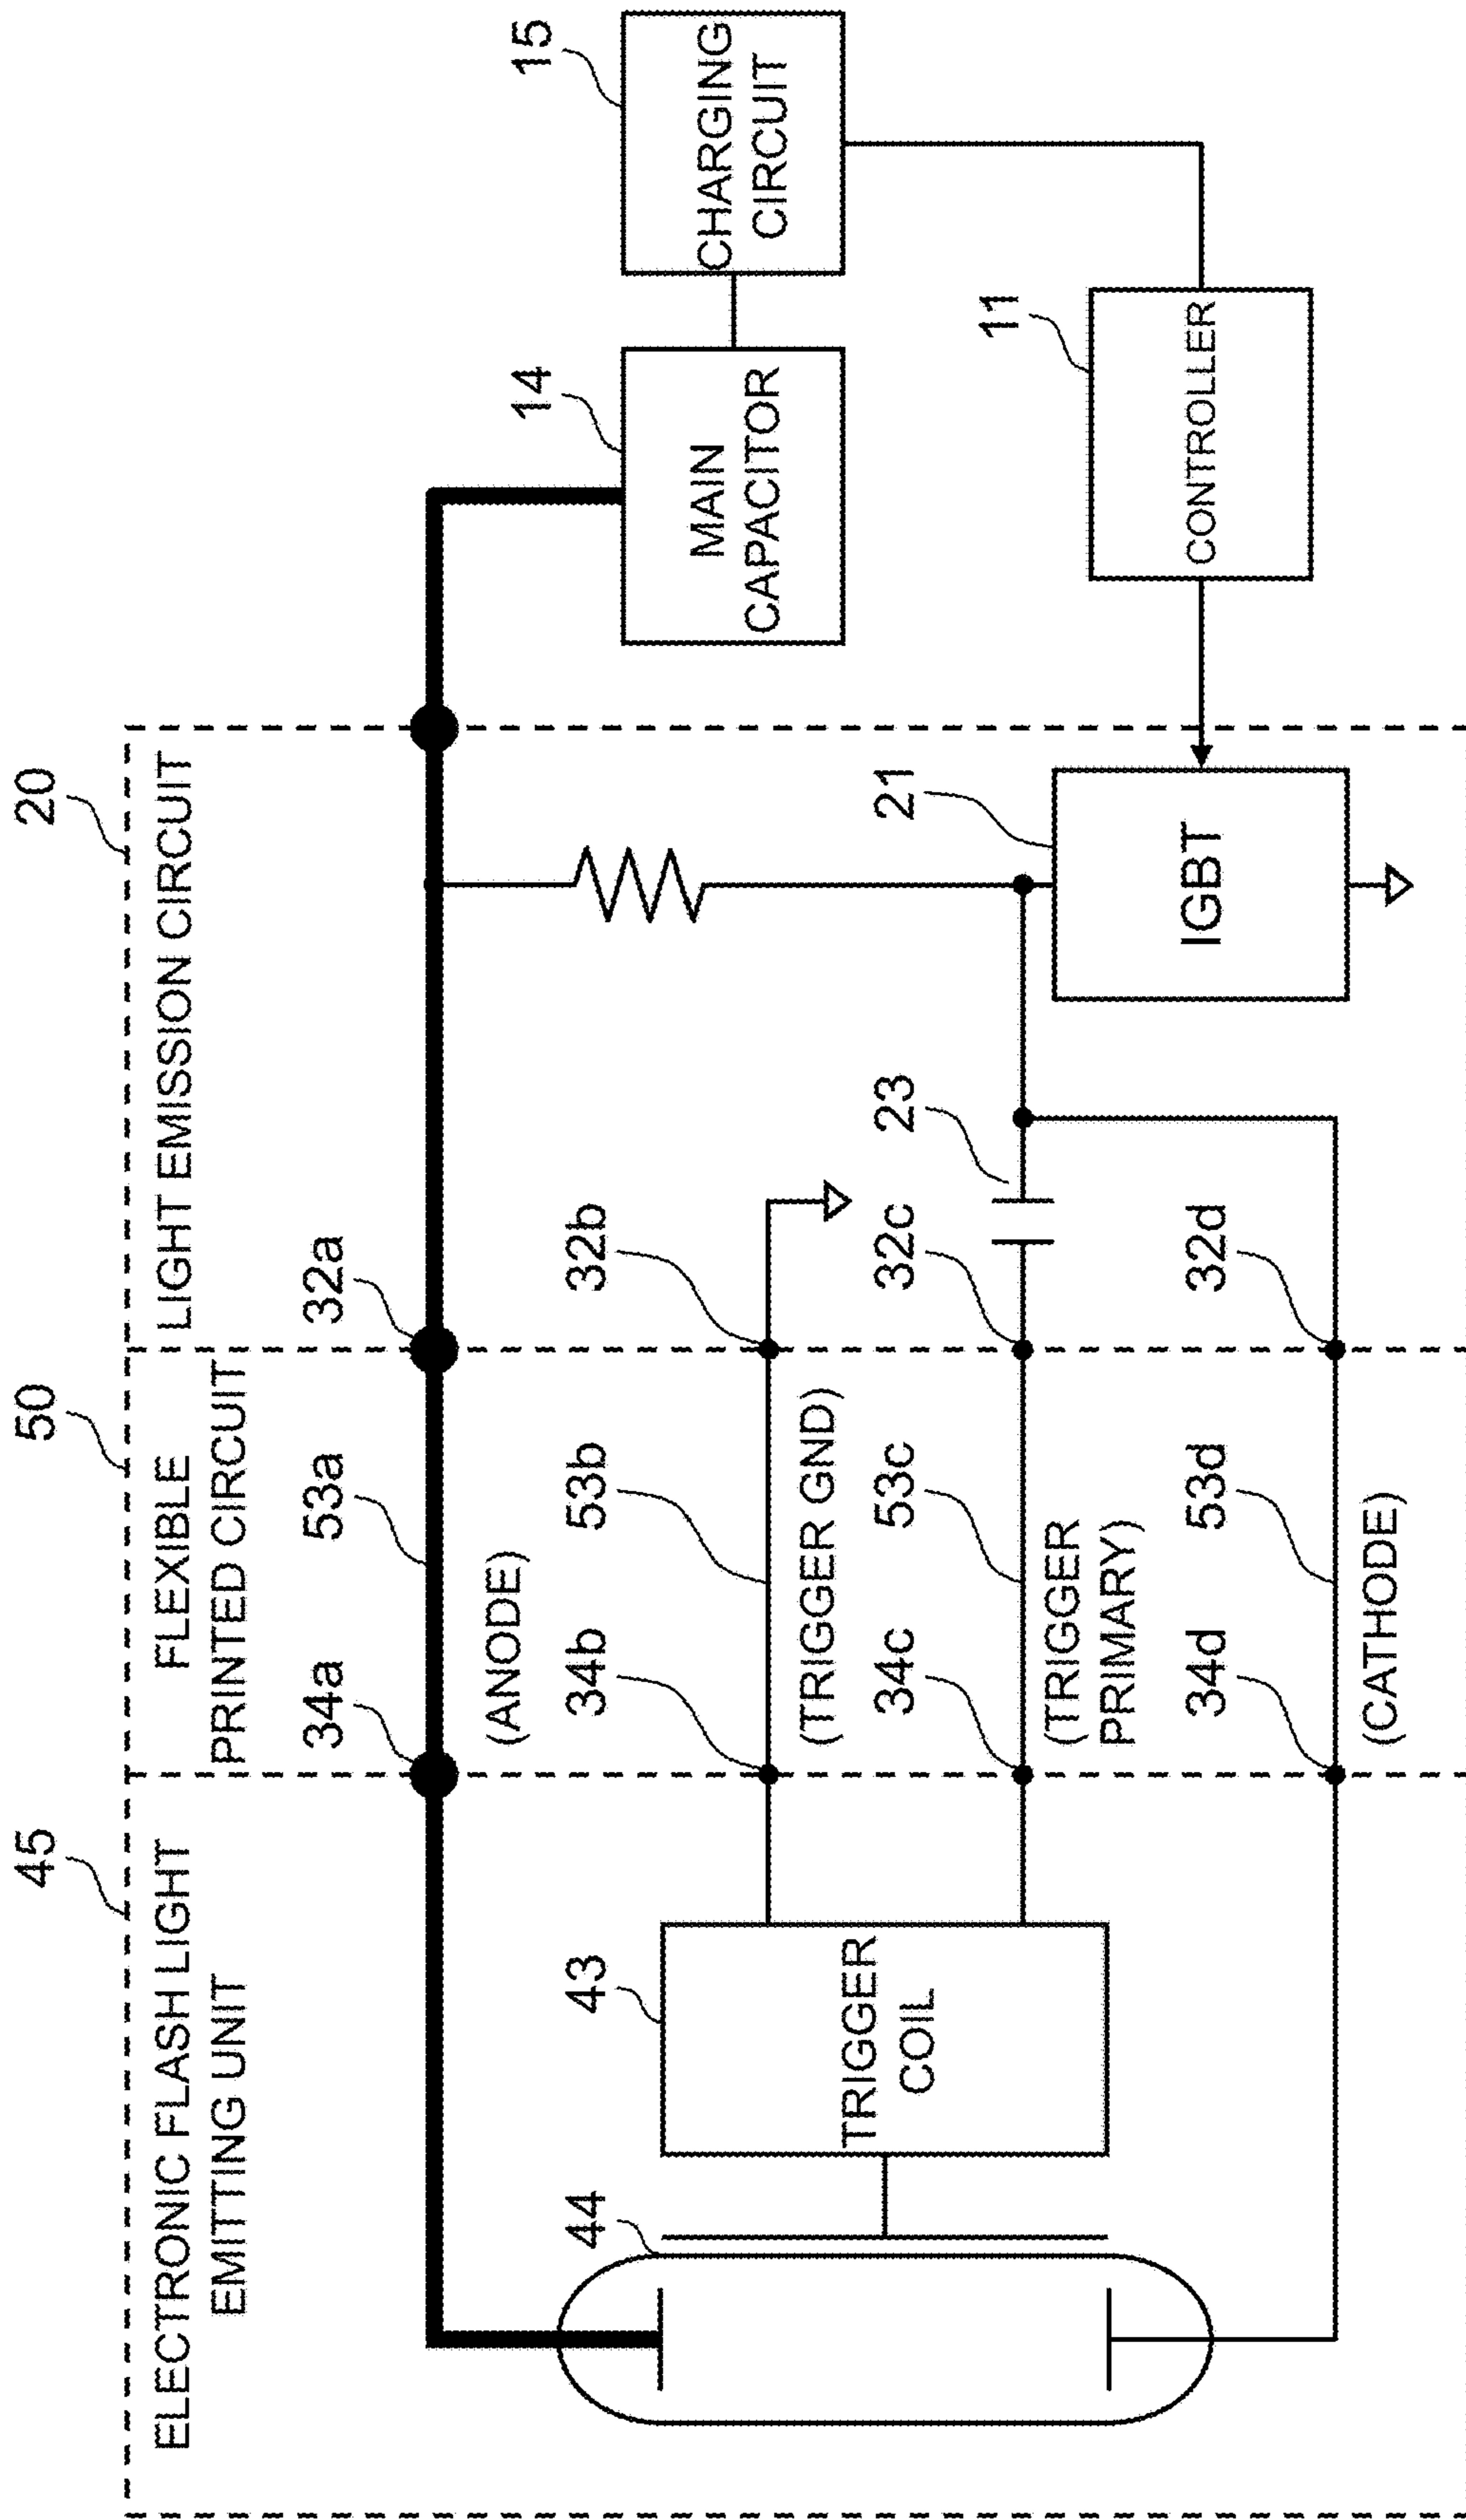 45
50
20
ELECTRONIC FLASH LIGHT
EMITTING UNIT
FLEXIBLE
PRINTED CIRCUIT
LIGHT EMISSION CIRCUIT
34a
53a
32a
(ANODE)
14
15
MAIN
CAPACITOR
CHARGING
CIRCUIT
44
43
34b
53b
32b
TRIGGER
COIL
(TRIGGER GND)
34c
53c
32c
23
21
11
(TRIGGER
PRIMARY)
IGBT
CONTROLLER
34d
53d
32d
(CATHODE)